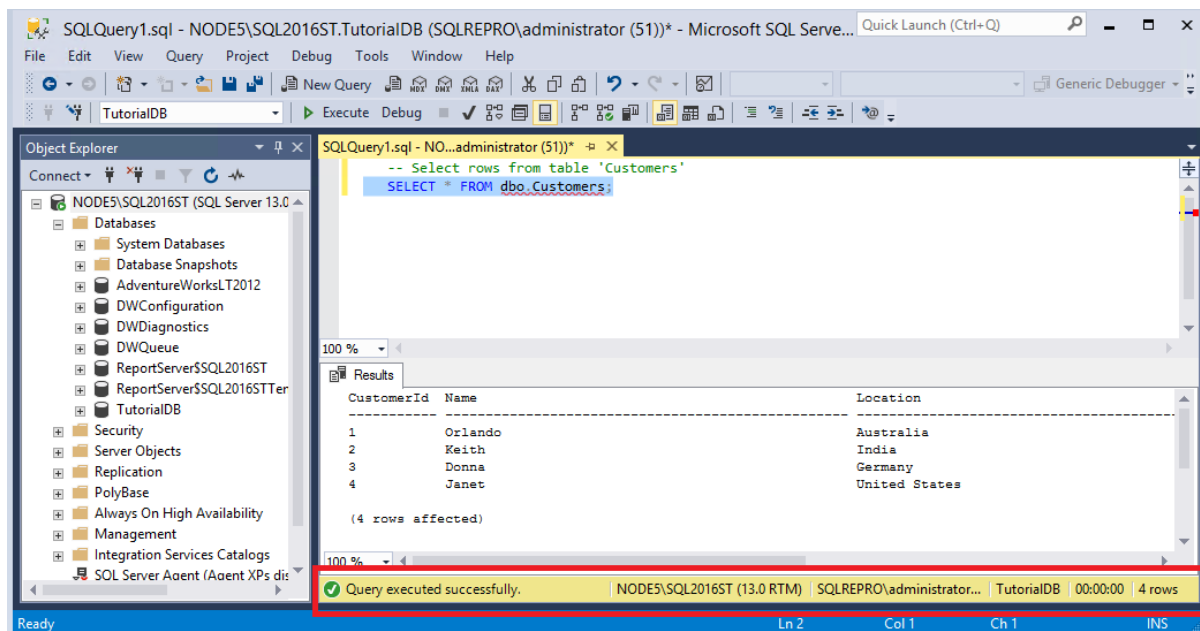 SQLQuery1.sql - NODE5\SQL2016ST.TutorialDB (SQLREPRO\administrator (51))* - Microsoft SQL Serve...
Quick Launch (Ctrl+Q)
File Edit View Query Project Debug Tools Window Help
New Query MDX DMX XMLA DAX Generic Debugger
TutorialDB Execute Debug
Object Explorer
Connect
NODE5\SQL2016ST (SQL Server 13.0
Databases
System Databases
Database Snapshots
AdventureWorksLT2012
DWConfiguration
DWDiagnostics
DWQueue
ReportServer$SQL2016ST
ReportServer$SQL2016STTer
TutorialDB
Security
Server Objects
Replication
PolyBase
Always On High Availability
Management
Integration Services Catalogs
SQL Server Agent (Agent XPs dis
SQLQuery1.sql - NO...administrator (51))*
-- Select rows from table 'Customers'
SELECT * FROM dbo.Customers;
100 %
Results
CustomerId Name Location
----------- -------------------------------------------------- --------------------------------------------------
1 Orlando Australia
2 Keith India
3 Donna Germany
4 Janet United States
(4 rows affected)
100 %
Query executed successfully. NODE5\SQL2016ST (13.0 RTM) SQLREPRO\administrator... TutorialDB 00:00:00 4 rows
Ready Ln 2 Col 1 Ch 1 INS